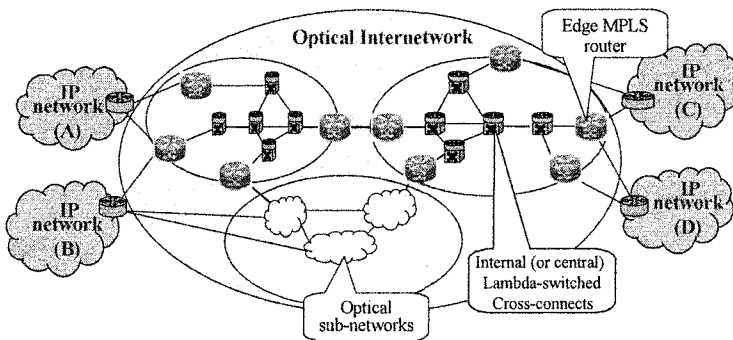 Edge MPLS
router
Optical Internetwork
IP
network
(A)
IP
network
(C)
IP
network
(B)
IP
network
(D)
Internal (or central)
Lambda-switched
Cross-connects
Optical
sub-networks